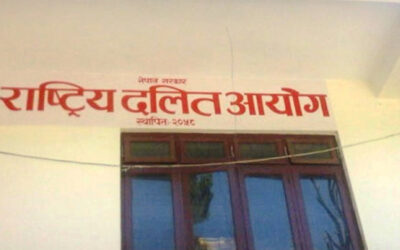 नेपाल सरकार
राष्ट्रिय दलित आयोग
स्थापित:-२०५८